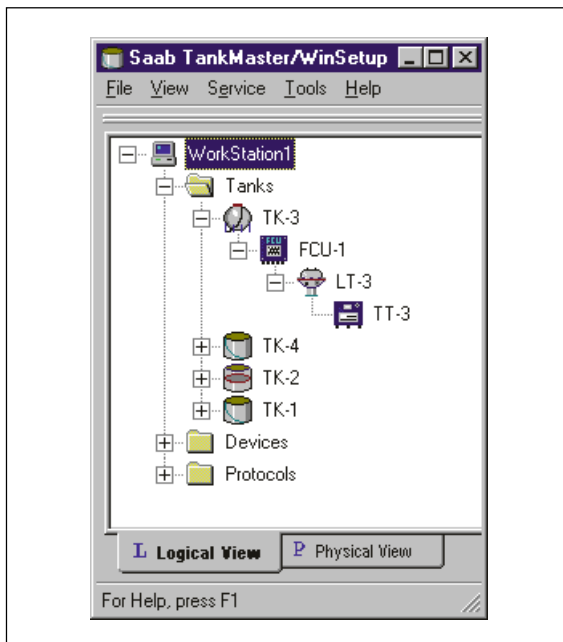 Saab TankMaster/WinSetup
File View Service Tools Help
WorkStation1
Tanks
TK-3
FCU
FCU-1
LT-3
TT-3
TK-4
TK-2
TK-1
Devices
Protocols
L Logical View P Physical View
For Help, press F1